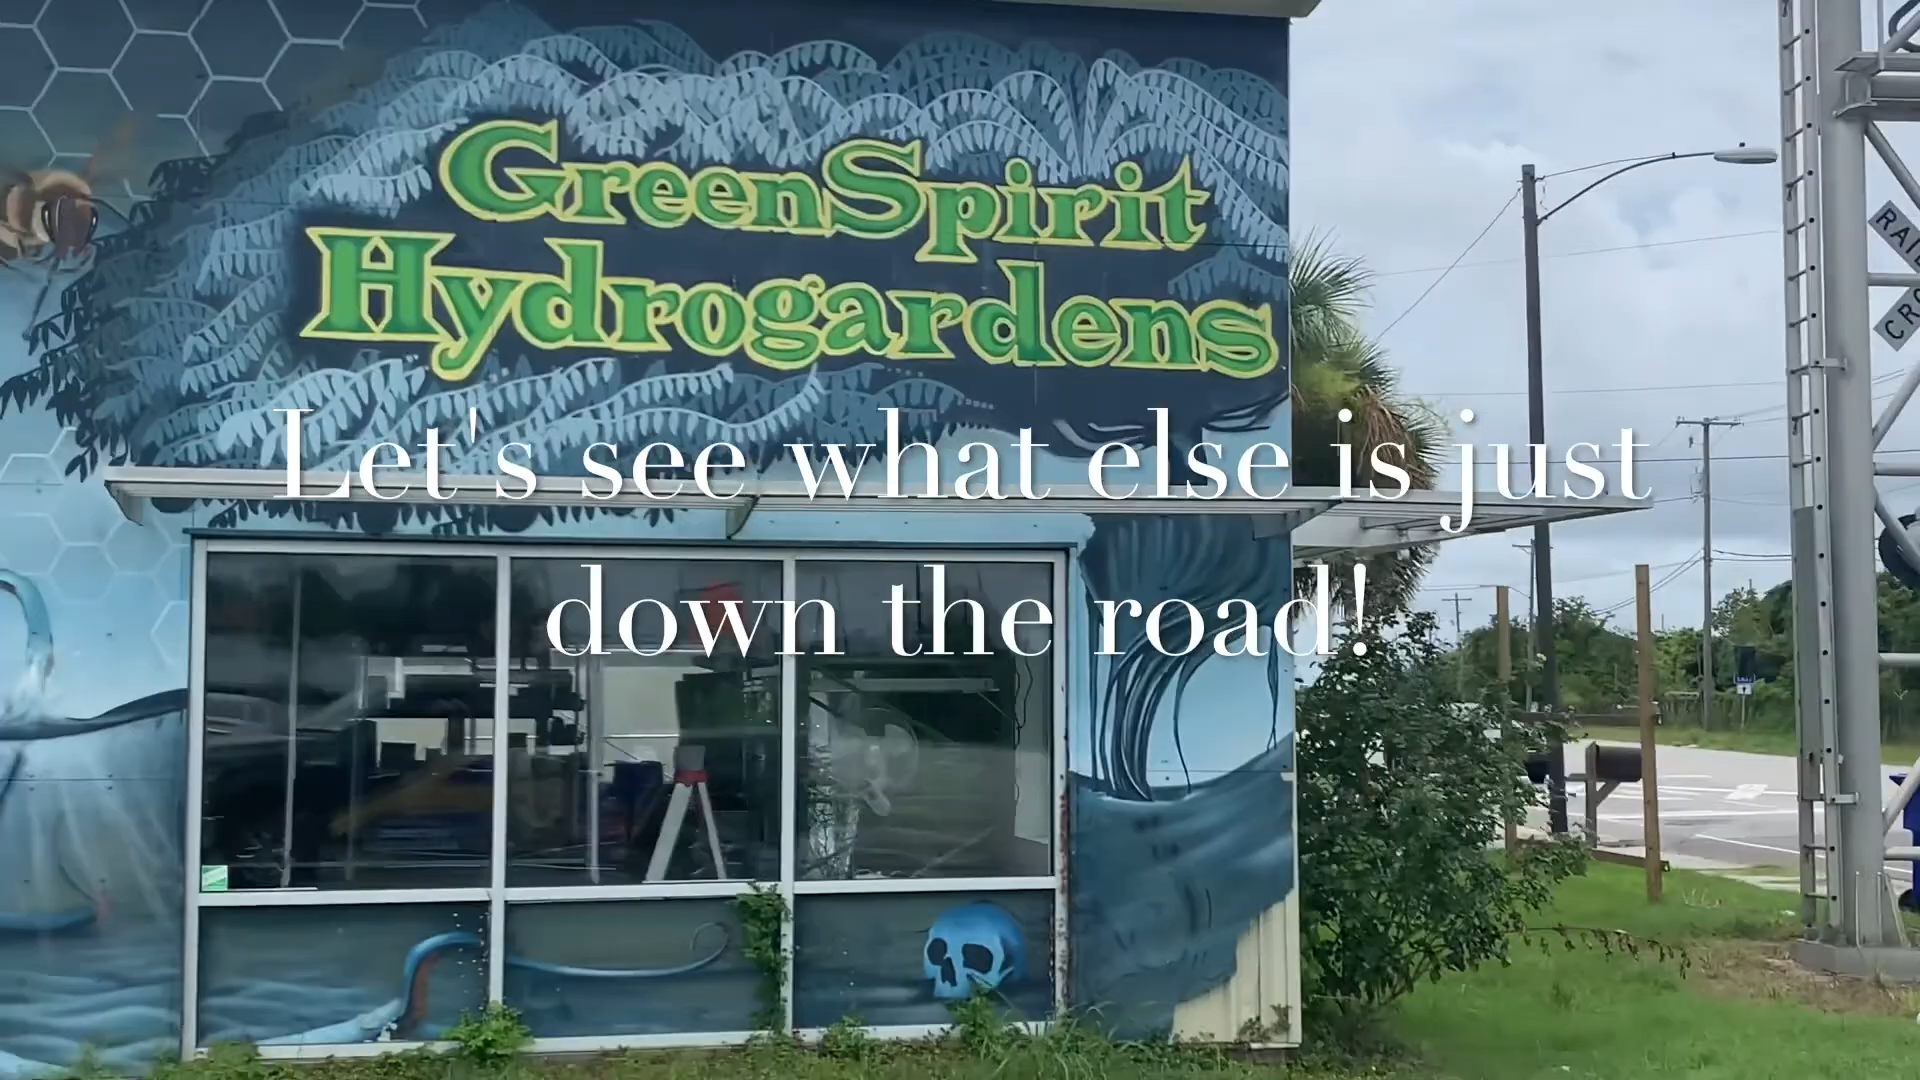 GreenSpirit
Hydrogardens
Let's see what else is just
down the road!